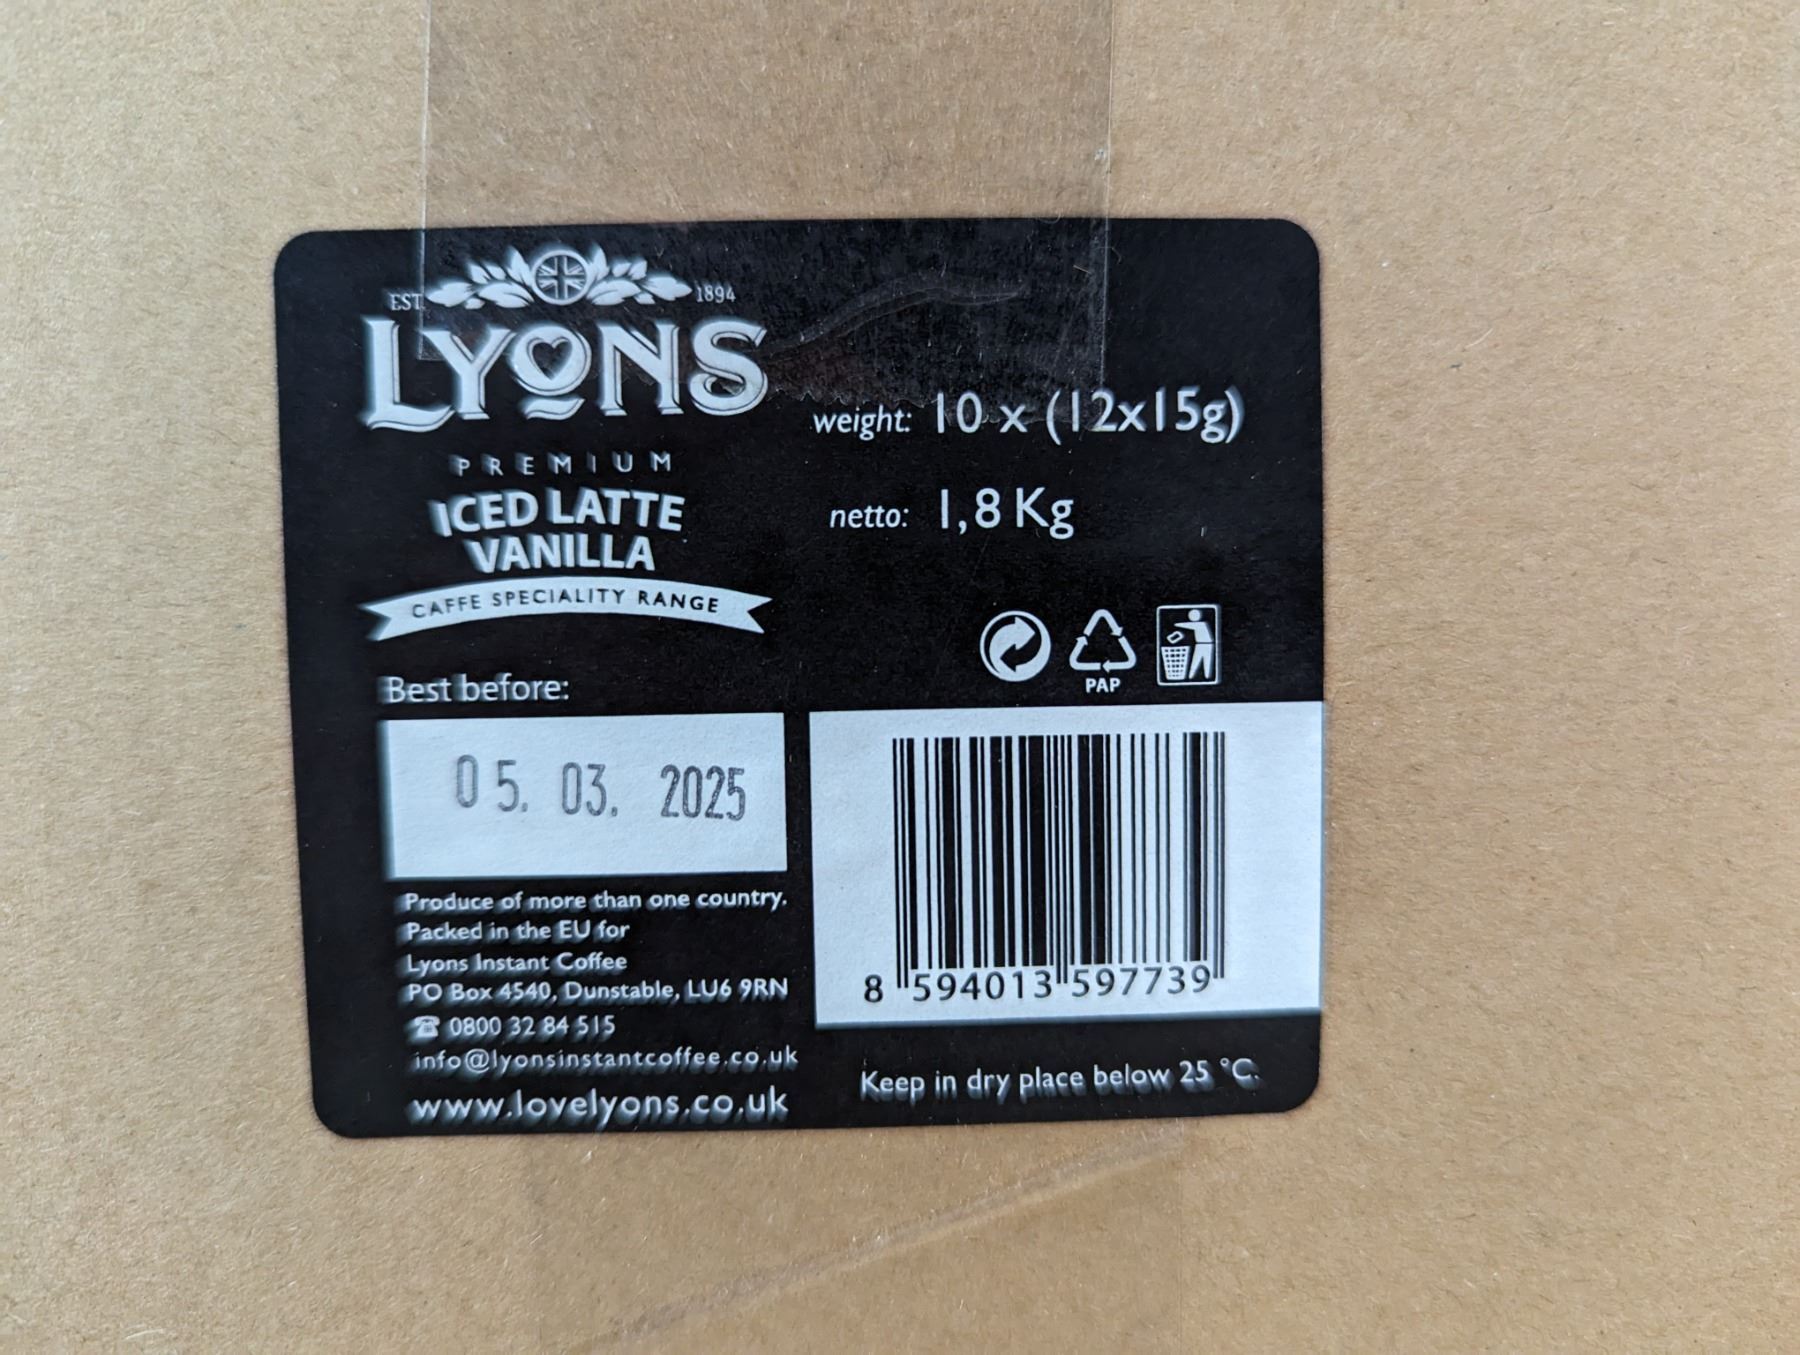 EST. 1894
LYONS
PREMIUM
ICED LATTE
VANILLA
CAFFE SPECIALITY RANGE
weight: 10 x (12x15g)
netto: 1,8 Kg
PAP
Best before:
05. 03. 2025
Produce of more than one country.
Packed in the EU for
Lyons Instant Coffee
PO Box 4540, Dunstable, LU6 9RN
☎ 0800 32 84 515
info@lyonsinstantcoffee.co.uk
www.lovelyons.co.uk
8 594013 597739
Keep in dry place below 25 °C.